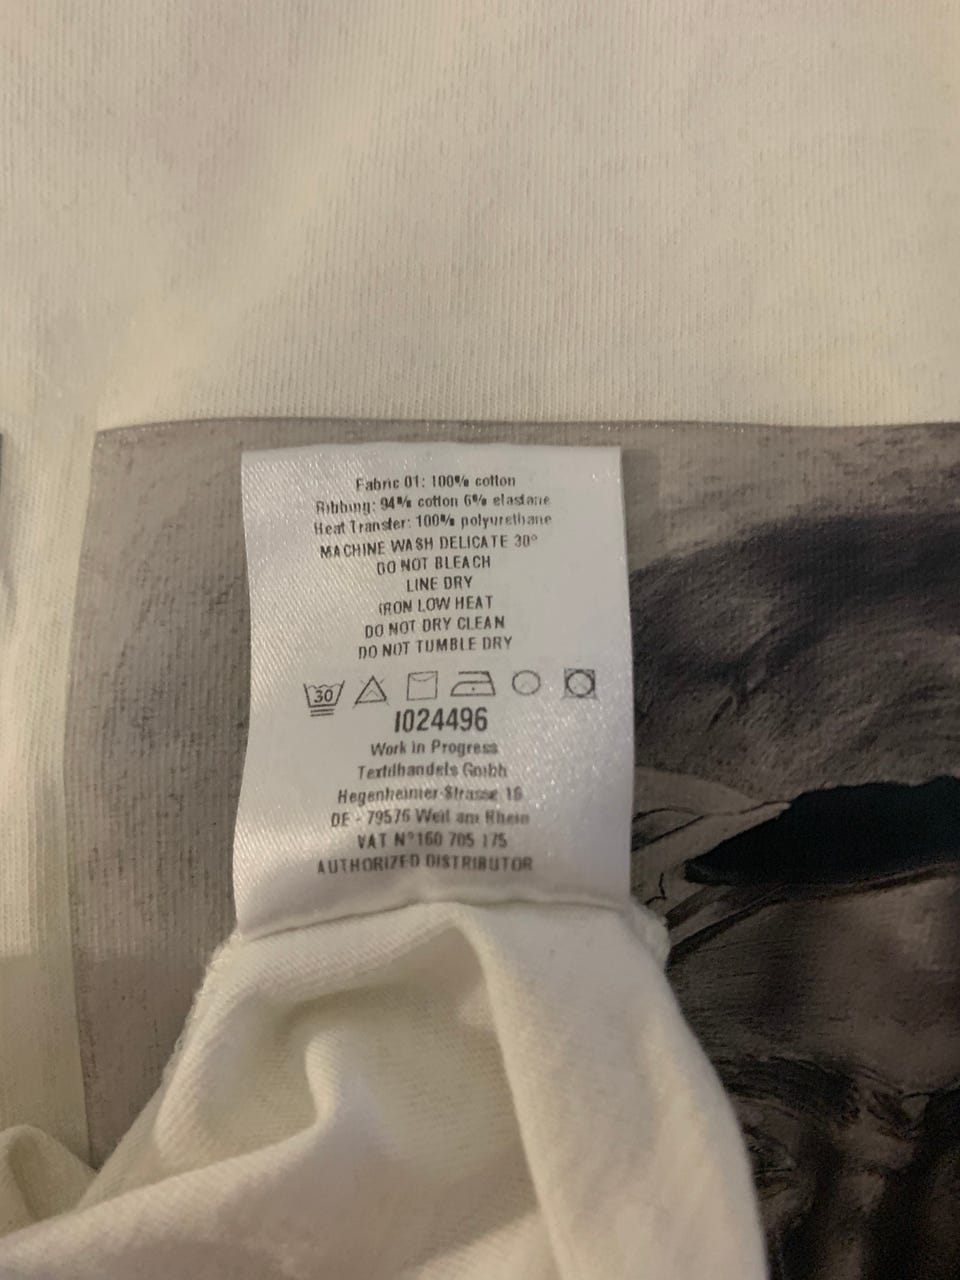 Fabric 01: 100% cotton
Ribbing: 94% cotton 6% elastane
Heat Transfer: 100% polyurethane
MACHINE WASH DELICATE 30°
DO NOT BLEACH
LINE DRY
IRON LOW HEAT
DO NOT DRY CLEAN
DO NOT TUMBLE DRY
30
I024496
Work in Progress
Textilhandels GmbH
Hegenheimer-Strasse 16
DE - 79576 Weil am Rhein
VAT N°160 705 175
AUTHORIZED DISTRIBUTOR